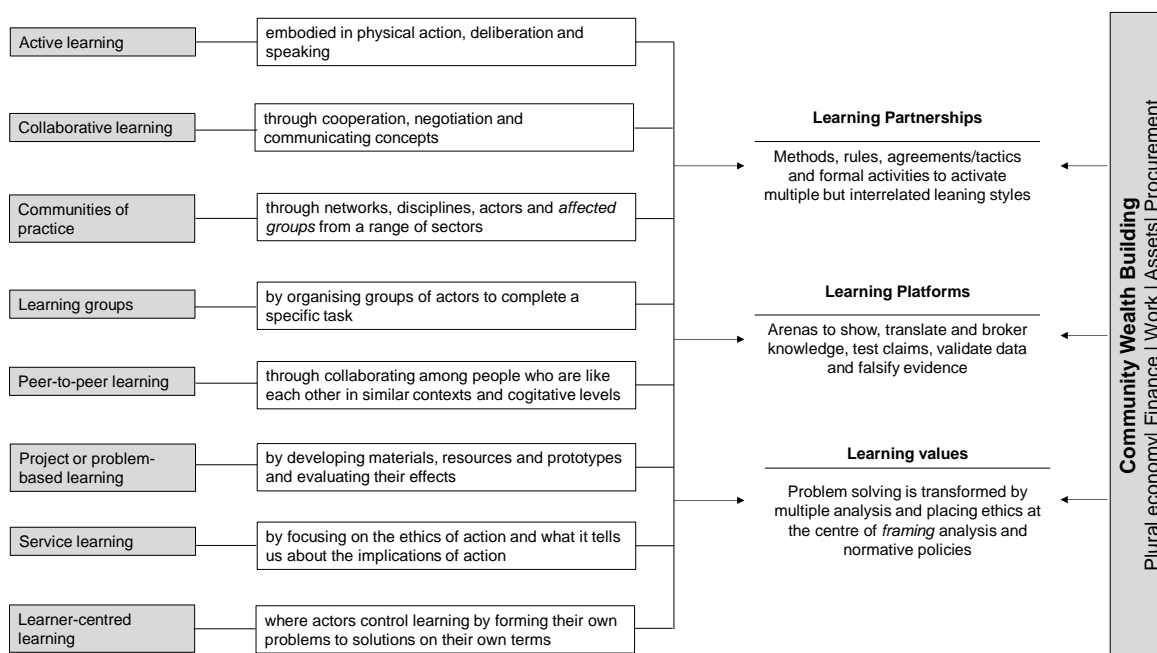 Active learning
embodied in physical action, deliberation and
speaking
Collaborative learning
through cooperation, negotiation and
communicating concepts
Communities of
practice
through networks, disciplines, actors and affected
groups from a range of sectors
Learning groups
by organising groups of actors to complete a
specific task
Peer-to-peer learning
through collaborating among people who are like
each other in similar contexts and cogitative levels
Project or problem-
based learning
by developing materials, resources and prototypes
and evaluating their effects
Service learning
by focusing on the ethics of action and what it tells
us about the implications of action
Learner-centred
learning
where actors control learning by forming their own
problems to solutions on their own terms
Learning Partnerships
Methods, rules, agreements/tactics
and formal activities to activate
multiple but interrelated leaning styles
Learning Platforms
Arenas to show, translate and broker
knowledge, test claims, validate data
and falsify evidence
Learning values
Problem solving is transformed by
multiple analysis and placing ethics at
the centre of framing analysis and
normative policies
Community Wealth Building
Plural economy| Finance | Work | Assets| Procurement